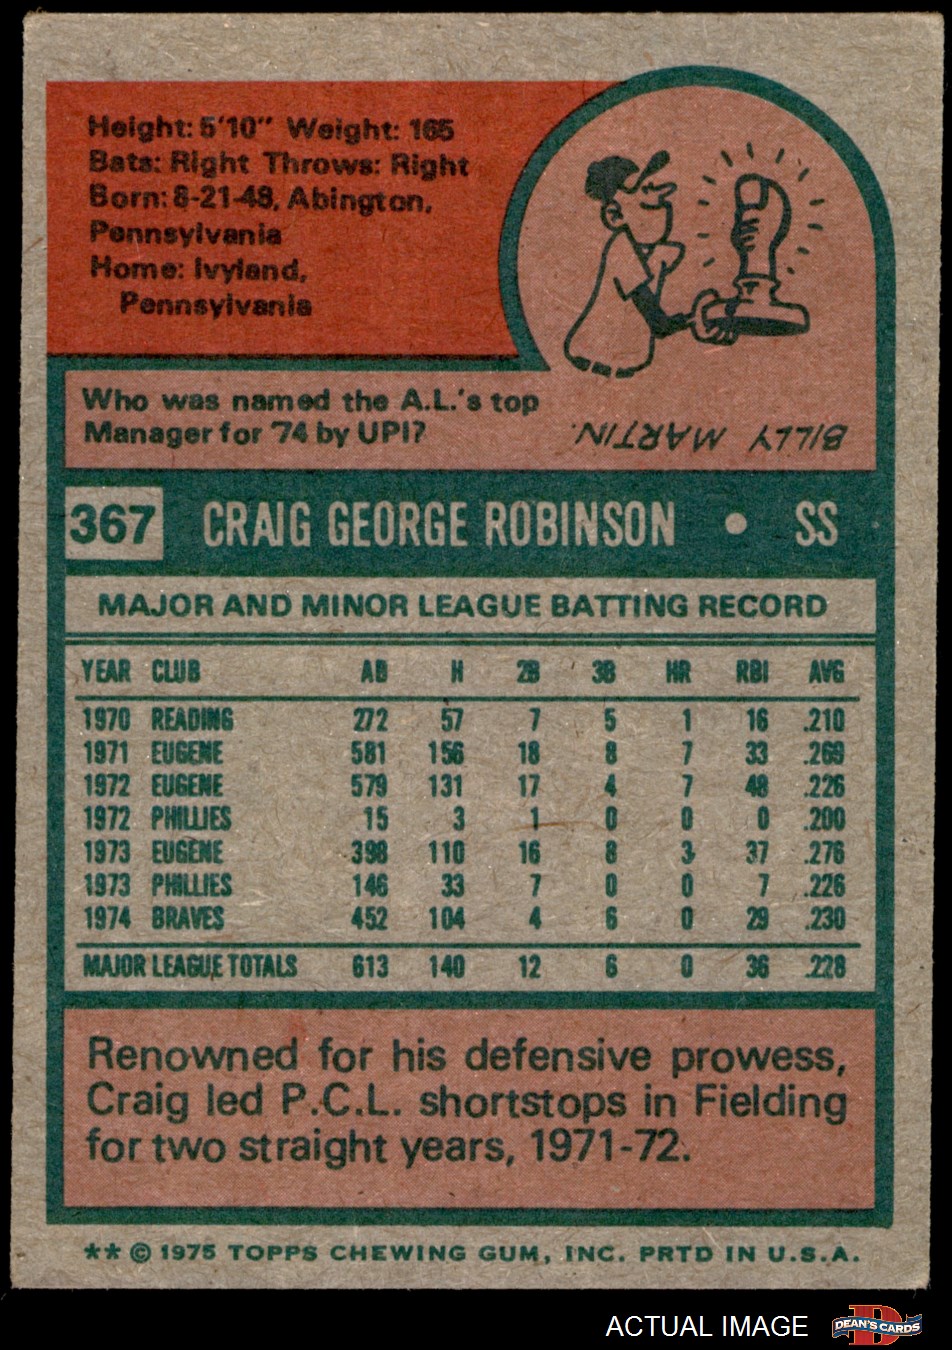 Height: 5'10" Weight: 165
Bats: Right Throws: Right
Born: 8-21-48, Abington,
Pennsylvania
Home: Ivyland,
Pennsylvania
Who was named the A.L.'s top
Manager for '74 by UPI?
BILLY MARTIN.
367 CRAIG GEORGE ROBINSON • SS
MAJOR AND MINOR LEAGUE BATTING RECORD
YEAR CLUB AB H 2B 3B HR RBI AVG
1970 READING 272 57 7 5 1 16 .210
1971 EUGENE 581 156 18 8 7 33 .269
1972 EUGENE 579 131 17 4 7 48 .226
1972 PHILLIES 15 3 1 0 0 0 .200
1973 EUGENE 398 110 16 8 3 37 .276
1973 PHILLIES 146 33 7 0 0 7 .226
1974 BRAVES 452 104 4 6 0 29 .230
MAJOR LEAGUE TOTALS 613 140 12 6 0 36 .228
Renowned for his defensive prowess,
Craig led P.C.L. shortstops in Fielding
for two straight years, 1971-72.
** © 1975 TOPPS CHEWING GUM, INC. PRTD IN U.S.A.
ACTUAL IMAGE
DEAN'S CARDS